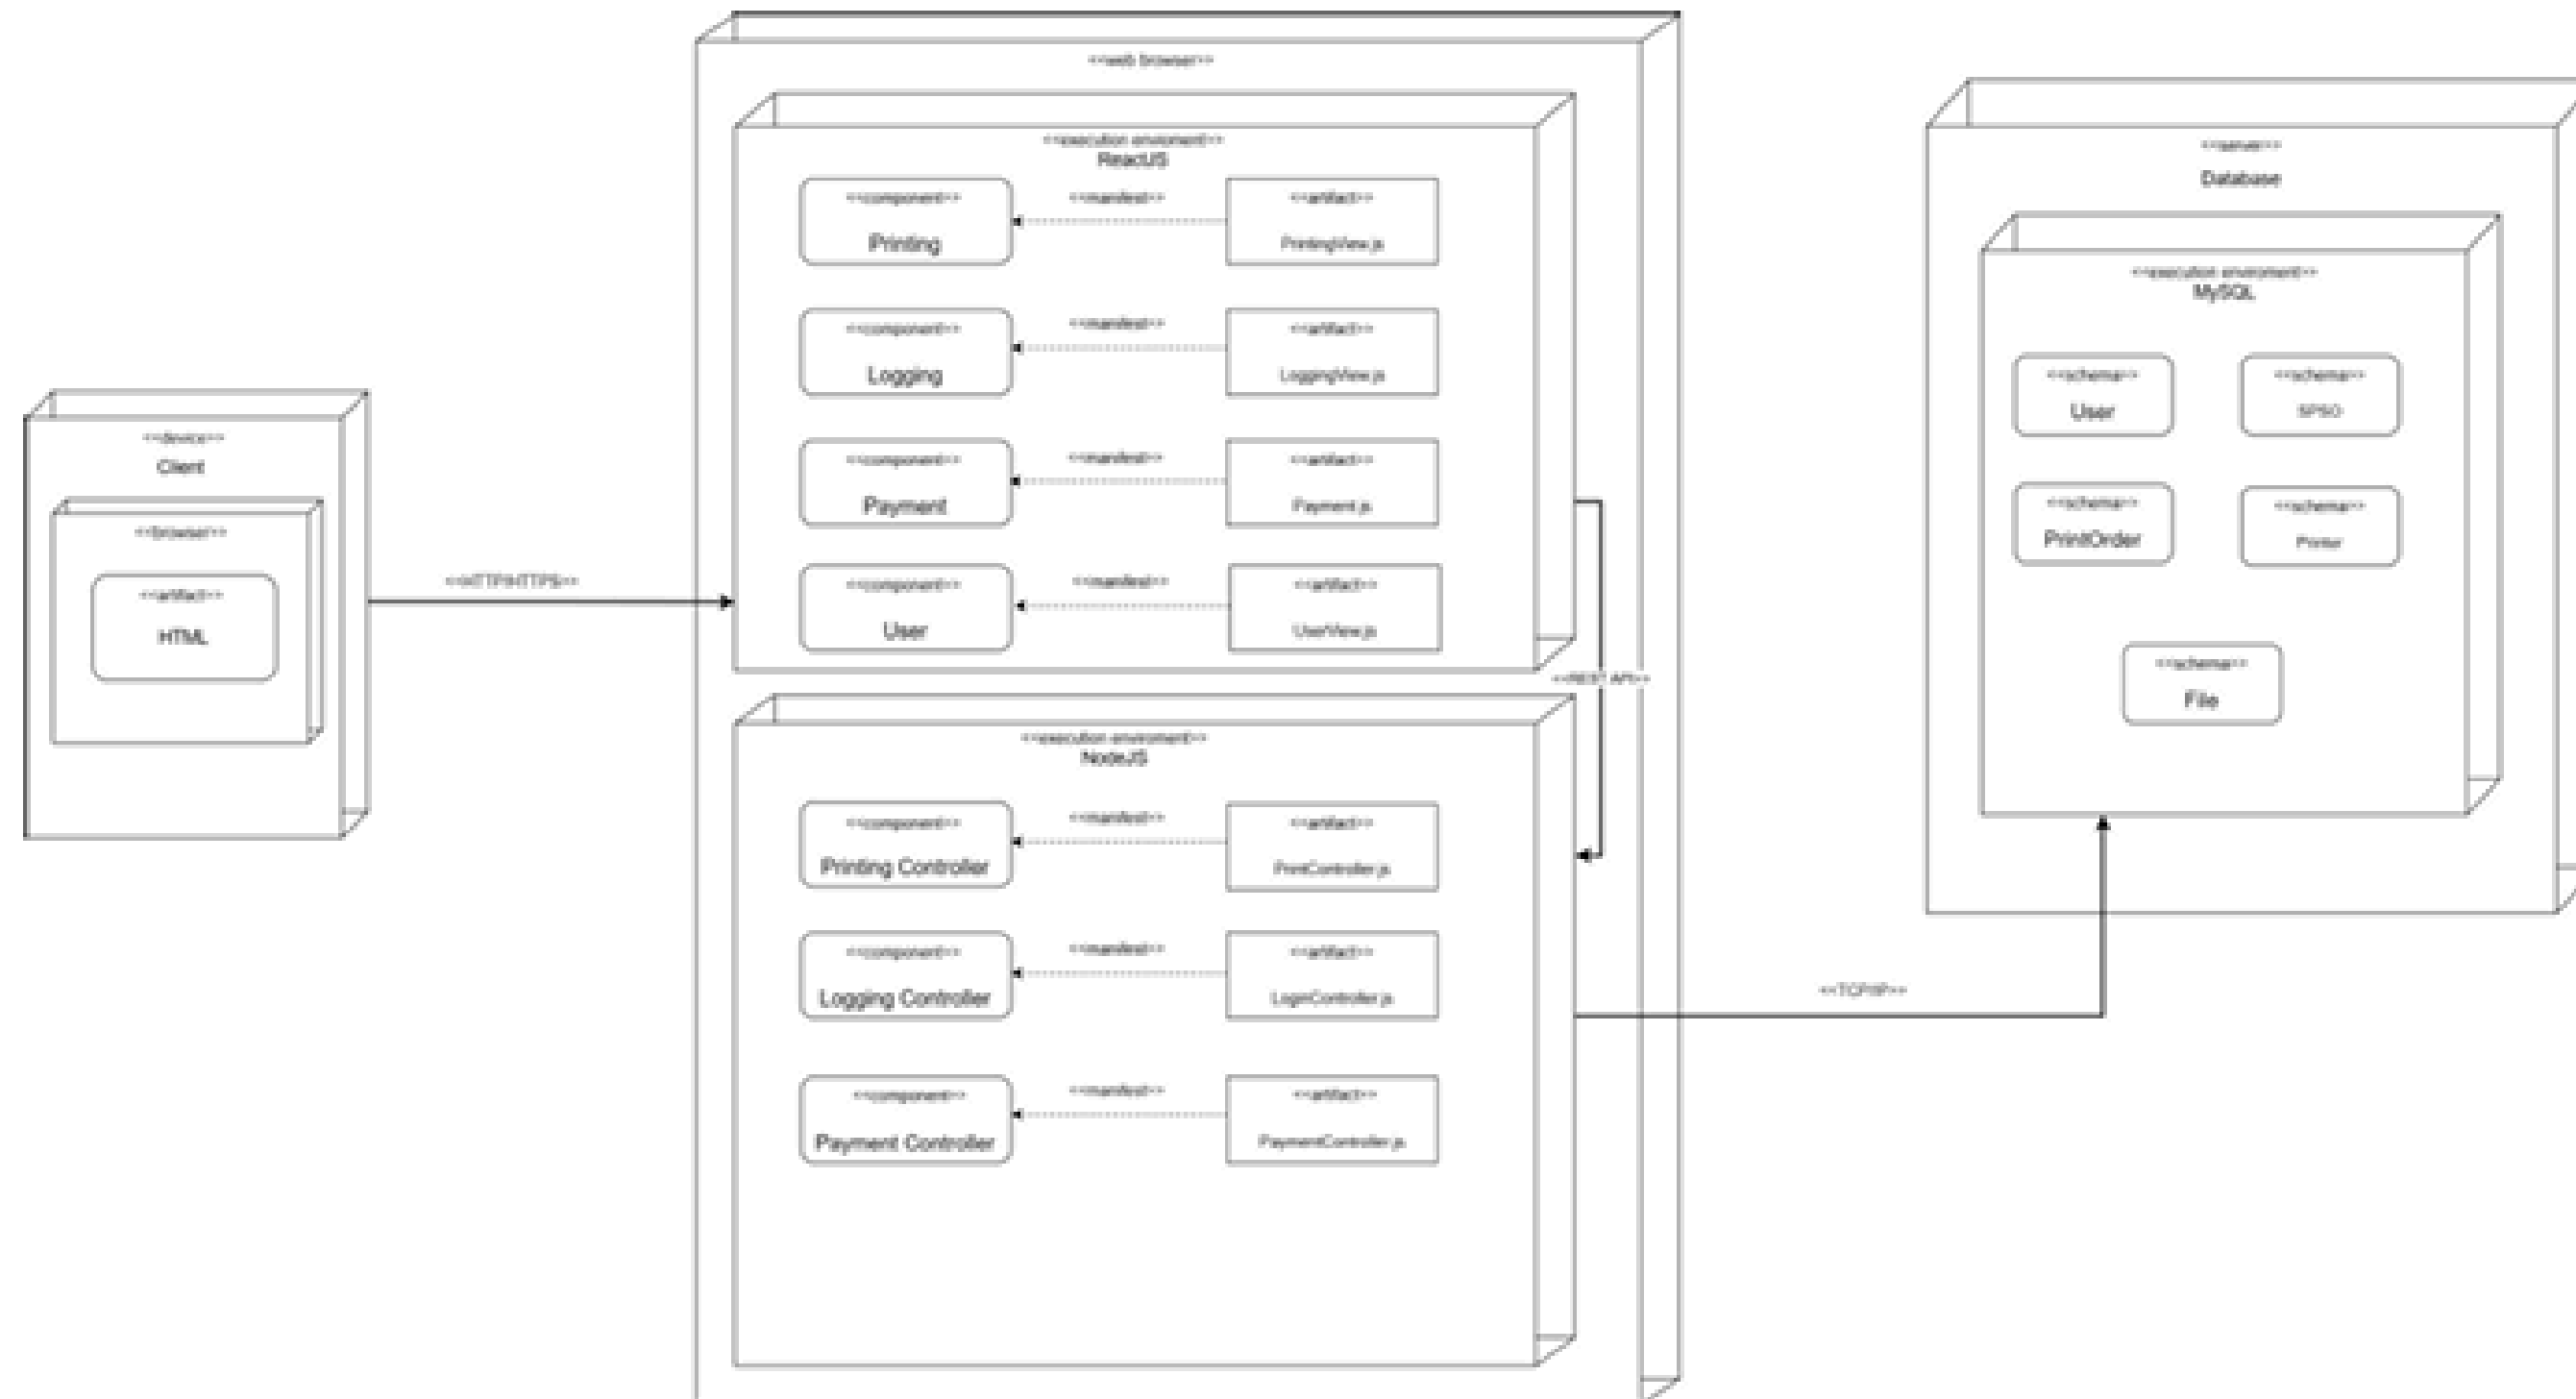 <<device>>
Client
<<browser>>
<<artifact>>
HTML
<<HTTP/HTTPS>>
<<web browser>>
<<execution enviroment>>
ReactJS
<<component>>
Printing
<<manifest>>
<<artifact>>
PrintingView.js
<<component>>
Logging
<<manifest>>
<<artifact>>
LoggingView.js
<<component>>
Payment
<<manifest>>
<<artifact>>
Payment.js
<<component>>
User
<<manifest>>
<<artifact>>
UserView.js
<<REST API>>
<<execution enviroment>>
NodeJS
<<component>>
Printing Controller
<<manifest>>
<<artifact>>
PrintController.js
<<component>>
Logging Controller
<<manifest>>
<<artifact>>
LoginController.js
<<component>>
Payment Controller
<<manifest>>
<<artifact>>
PaymentController.js
<<TCP/IP>>
<<server>>
Database
<<execution enviroment>>
MySQL
<<schema>>
User
<<schema>>
SPSO
<<schema>>
PrintOrder
<<schema>>
Printer
<<schema>>
File